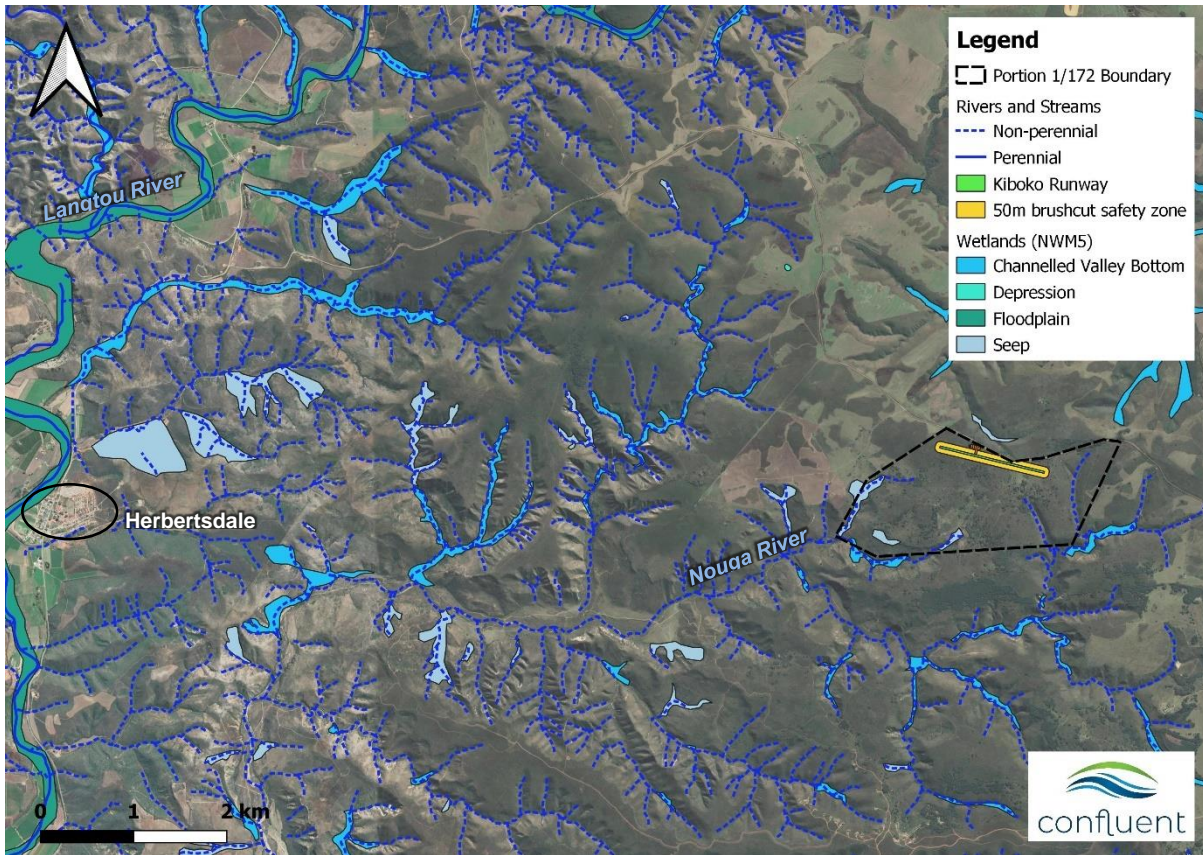 Legend
Portion 1/172 Boundary
Rivers and Streams
Non-perennial
Perennial
Kiboko Runway
50m brushcut safety zone
Wetlands (NWM5)
Channelled Valley Bottom
Depression
Floodplain
Seep
Langtou River
Herbertsdale
Nouga River
0 1 2 km
confluent